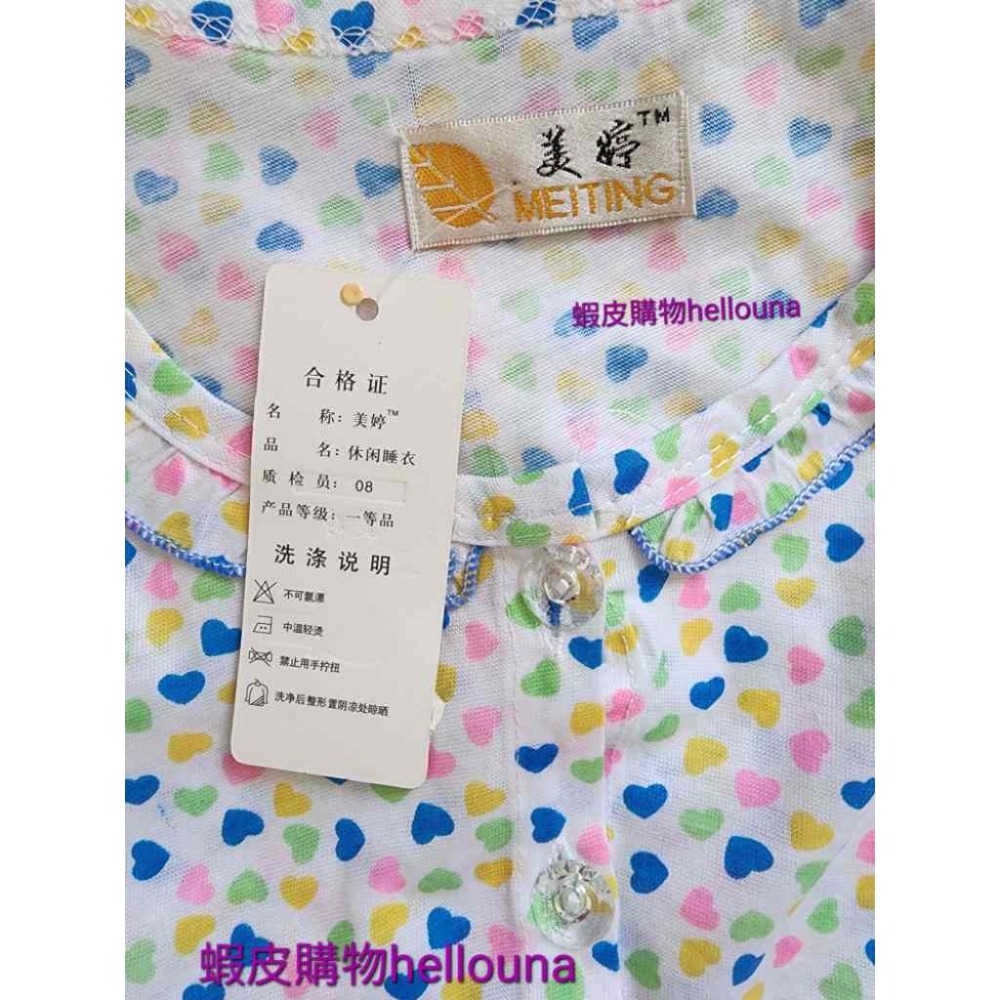 美婷™
MEITING
蝦皮購物hellouna
合格证
名 称：美婷™
品 名：休闲睡衣
质 检 员：08
产品等级：一等品
洗涤说明
不可氯漂
中温轻烫
禁止用手拧扭
洗净后整形置阴凉处晾晒
蝦皮購物hellouna